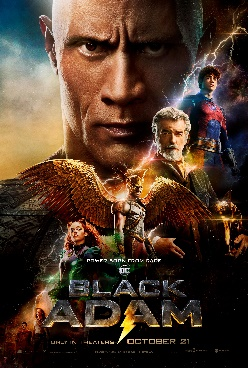 POWER BORN FROM RAGE
DC
BLACK
ADAM
ONLY IN THEATERS OCTOBER 21